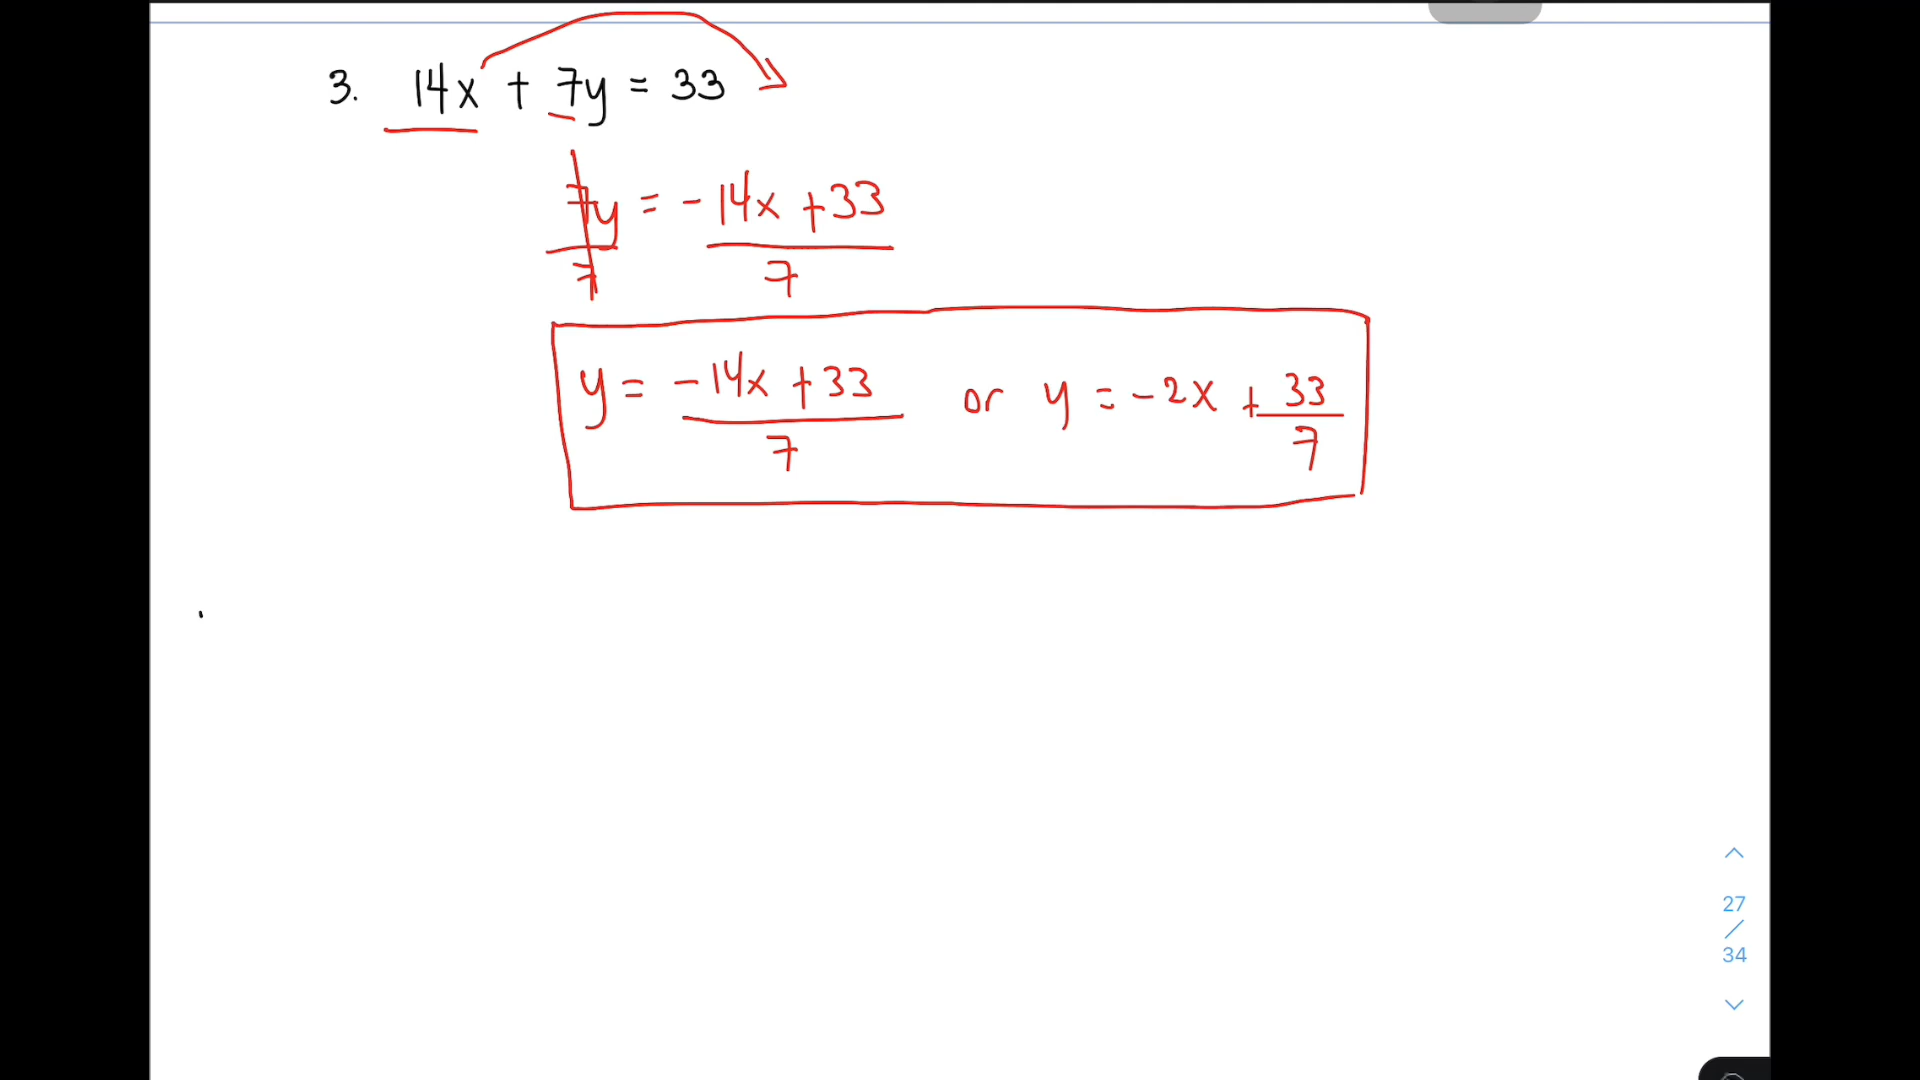 3. 14x + 7y = 33
7y = -14x + 33
7 7
y = -14x + 33 or y = -2x + 33
7 7
27
/
34